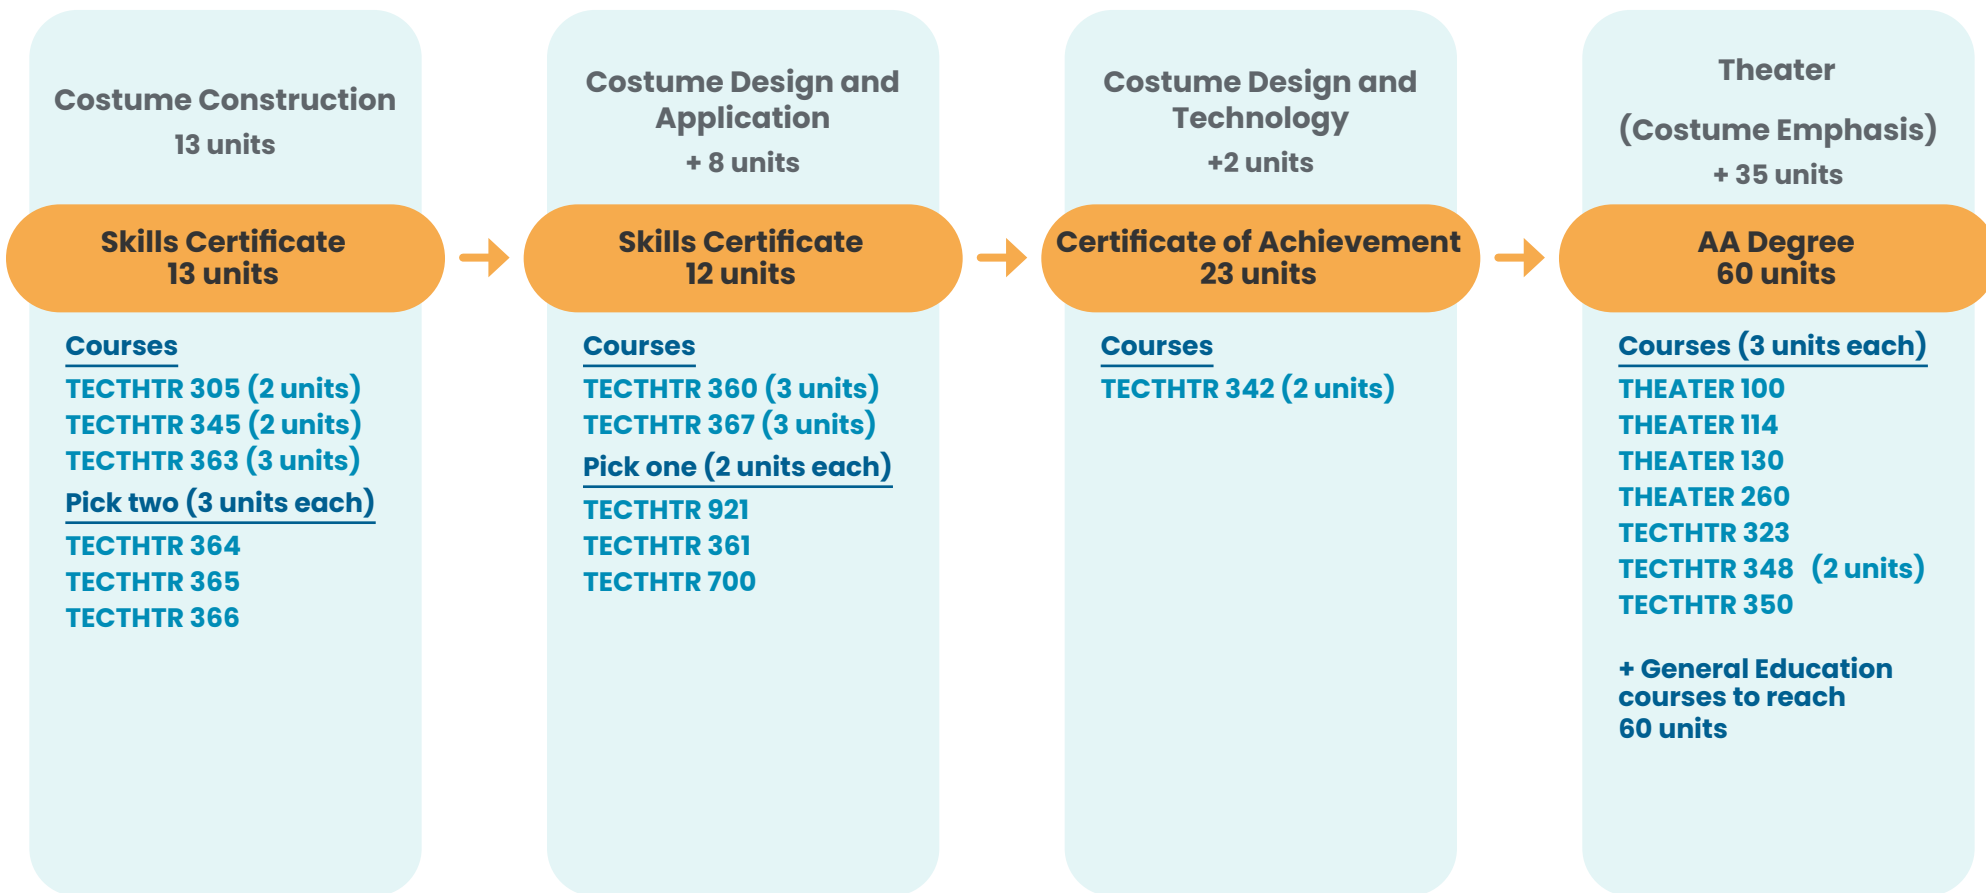 Costume Construction
13 units
Skills Certificate
13 units
Courses
TECTHTR 305 (2 units)
TECTHTR 345 (2 units)
TECTHTR 363 (3 units)
Pick two (3 units each)
TECTHTR 364
TECTHTR 365
TECTHTR 366
Costume Design and
Application
+ 8 units
Skills Certificate
12 units
Courses
TECTHTR 360 (3 units)
TECTHTR 367 (3 units)
Pick one (2 units each)
TECTHTR 921
TECTHTR 361
TECTHTR 700
Costume Design and
Technology
+2 units
Certificate of Achievement
23 units
Courses
TECTHTR 342 (2 units)
Theater
(Costume Emphasis)
+ 35 units
AA Degree
60 units
Courses (3 units each)
THEATER 100
THEATER 114
THEATER 130
THEATER 260
TECTHTR 323
TECTHTR 348 (2 units)
TECTHTR 350
+ General Education
courses to reach
60 units